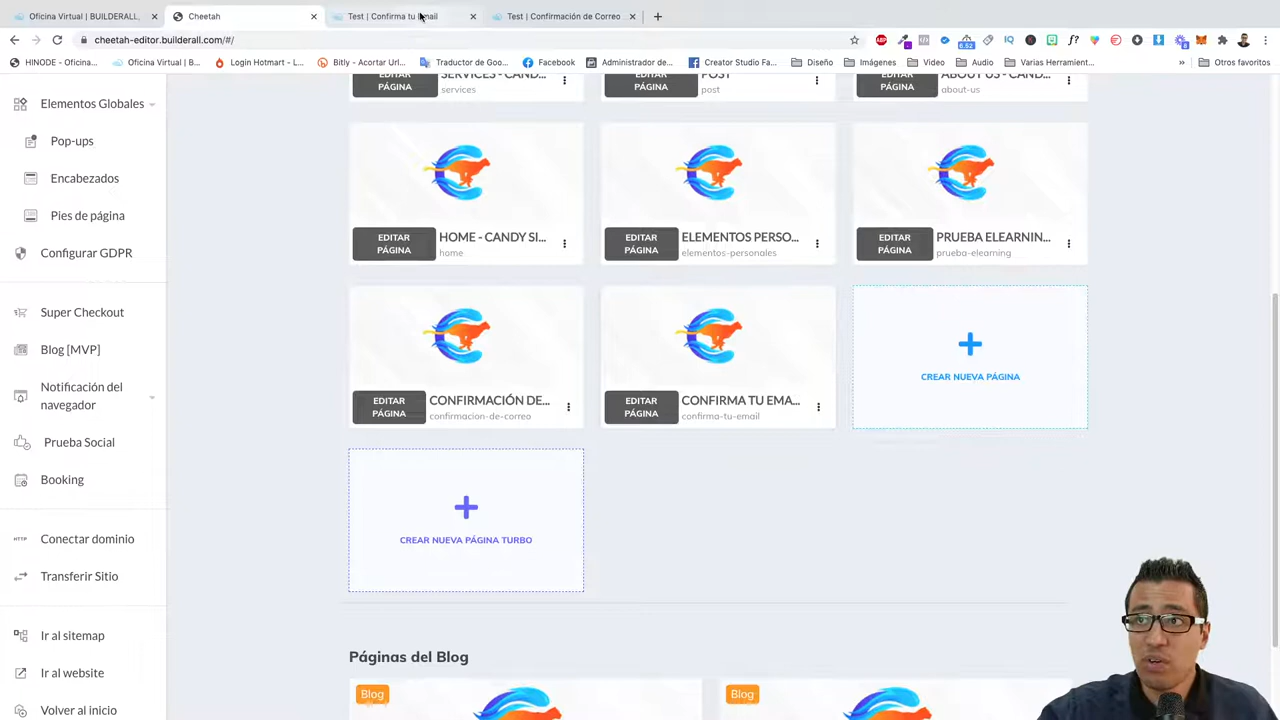 Oficina Virtual | BUILDERALL.
Cheetah
Test | Confirma tu Email
Test | Confirmación de Correo
cheetah-editor.builderall.com/#/
ABP
6.62
IQ
f?
8
HINODE - Oficina...
Oficina Virtual | B...
Login Hotmart - L...
Bitly - Acortar Url...
Traductor de Goo...
Facebook
Administrador de...
Creator Studio Fa...
Diseño
Imágenes
Video
Audio
Varias Herramient...
»
Otros favoritos
Elementos Globales
Pop-ups
Encabezados
Pies de página
Configurar GDPR
Super Checkout
Blog [MVP]
Notificación del
navegador
Prueba Social
Booking
HTTP
Conectar dominio
Transferir Sitio
Ir al sitemap
Ir al website
Volver al inicio
EDITAR
PÁGINA
SERVICES - CAND...
services
EDITAR
PÁGINA
POST
post
EDITAR
PÁGINA
ABOUT US - CAND...
about-us
EDITAR
PÁGINA
HOME - CANDY SI...
home
EDITAR
PÁGINA
ELEMENTOS PERSO...
elementos-personales
EDITAR
PÁGINA
PRUEBA ELEARNIN...
prueba-elearning
EDITAR
PÁGINA
CONFIRMACIÓN DE...
confirmacion-de-correo
EDITAR
PÁGINA
CONFIRMA TU EMA...
confirma-tu-email
CREAR NUEVA PÁGINA
CREAR NUEVA PÁGINA TURBO
Páginas del Blog
Blog
Blog